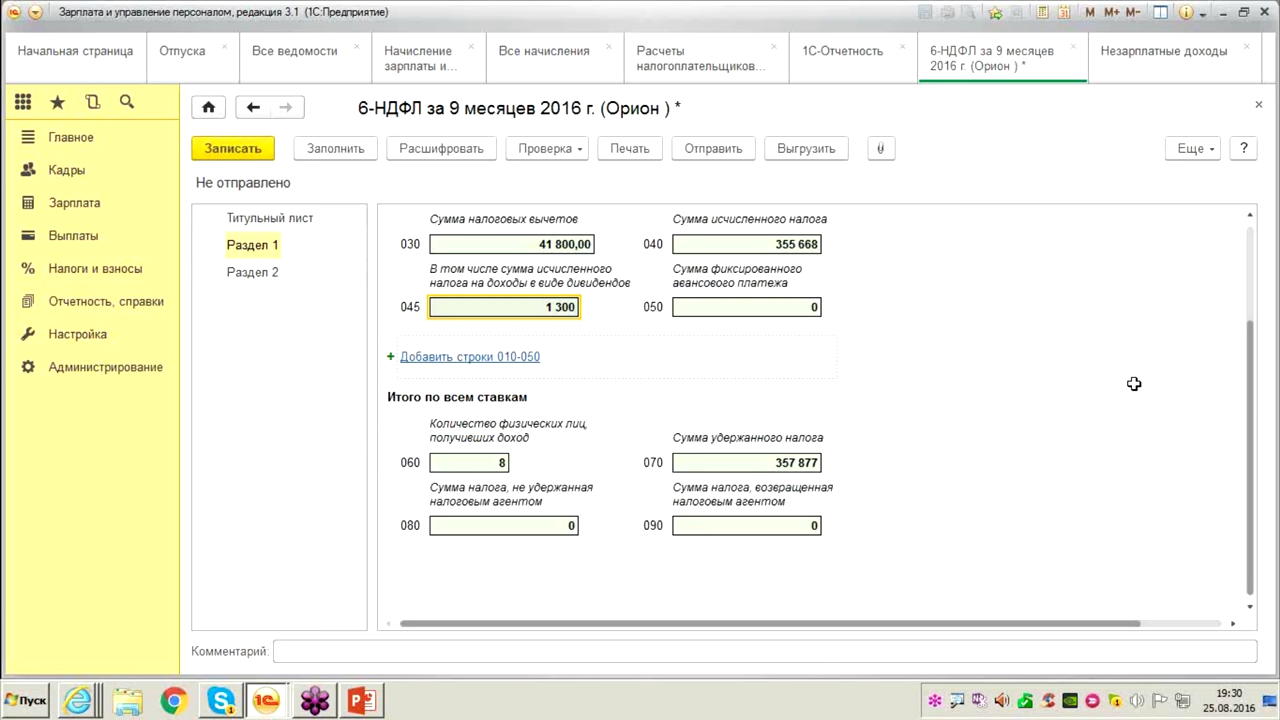 Зарплата и управление персоналом, редакция 3.1 (1С:Предприятие)
M M+ M-
Начальная страница
Отпуска
Все ведомости
Начисление
зарплаты и...
Все начисления
Расчеты
налогоплательщиков...
1С-Отчетность
6-НДФЛ за 9 месяцев
2016 г. (Орион ) *
Незарплатные доходы
6-НДФЛ за 9 месяцев 2016 г. (Орион ) *
Записать
Заполнить
Расшифровать
Проверка
Печать
Отправить
Выгрузить
Еще
?
Не отправлено
Главное
Кадры
Зарплата
Выплаты
Налоги и взносы
Отчетность, справки
Настройка
Администрирование
Титульный лист
Раздел 1
Раздел 2
Сумма налоговых вычетов
Сумма исчисленного налога
030 41 800,00
040 355 668
В том числе сумма исчисленного
налога на доходы в виде дивидендов
Сумма фиксированного
авансового платежа
045 1 300
050 0
+ Добавить строки 010-050
Итого по всем ставкам
Количество физических лиц,
получивших доход
Сумма удержанного налога
060 8
070 357 877
Сумма налога, не удержанная
налоговым агентом
Сумма налога, возвращенная
налоговым агентом
080 0
090 0
Комментарий:
Пуск
19:30
25.08.2016